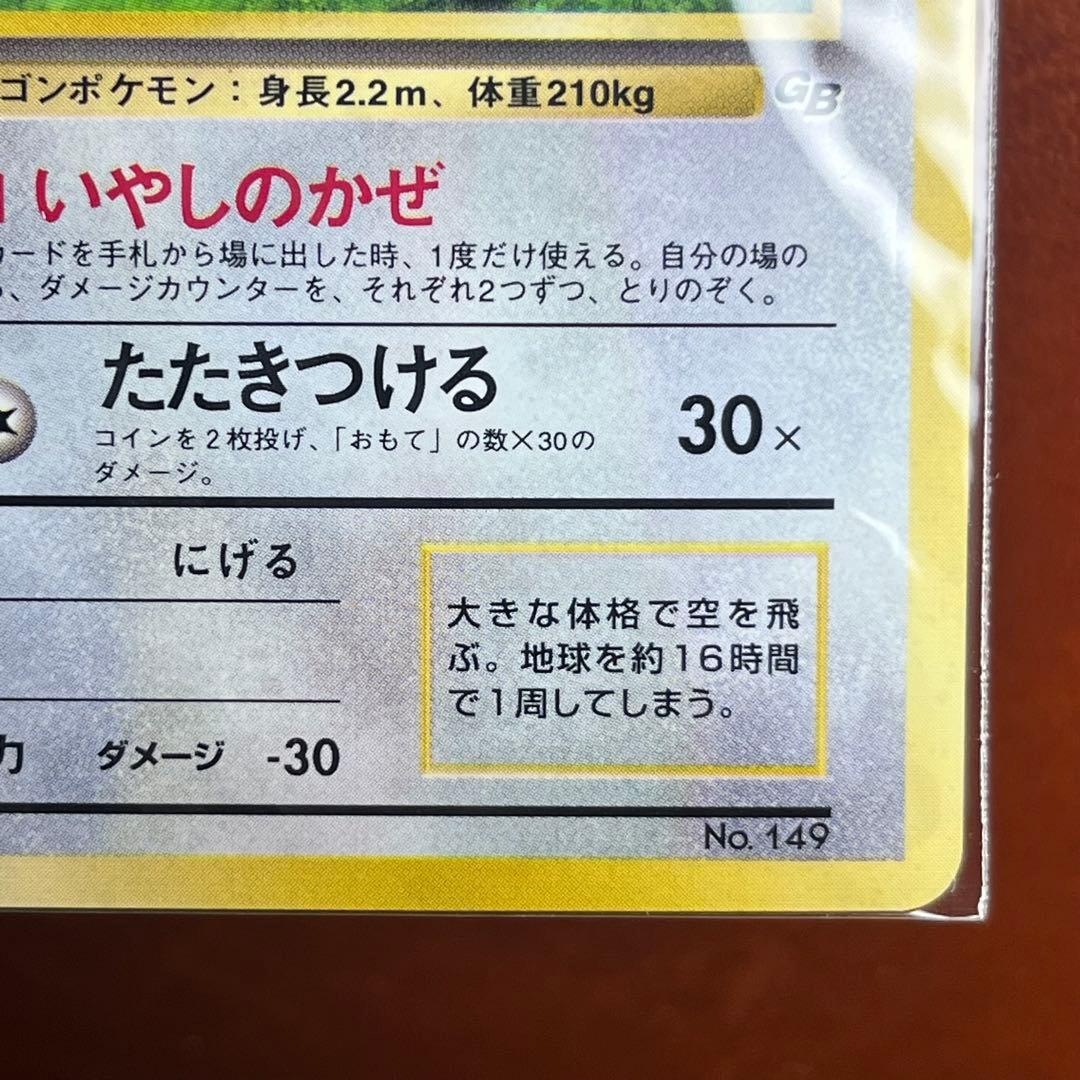 ゴンポケモン：身長2.2m、体重210kg
GB
いやしのかぜ
カードを手札から場に出した時、1度だけ使える。自分の場の
、ダメージカウンターを、それぞれ2つずつ、とりのぞく。
たたきつける
30×
コインを2枚投げ、「おもて」の数×30の
ダメージ。
にげる
大きな体格で空を飛
ぶ。地球を約16時間
で1周してしまう。
力 ダメージ -30
No. 149